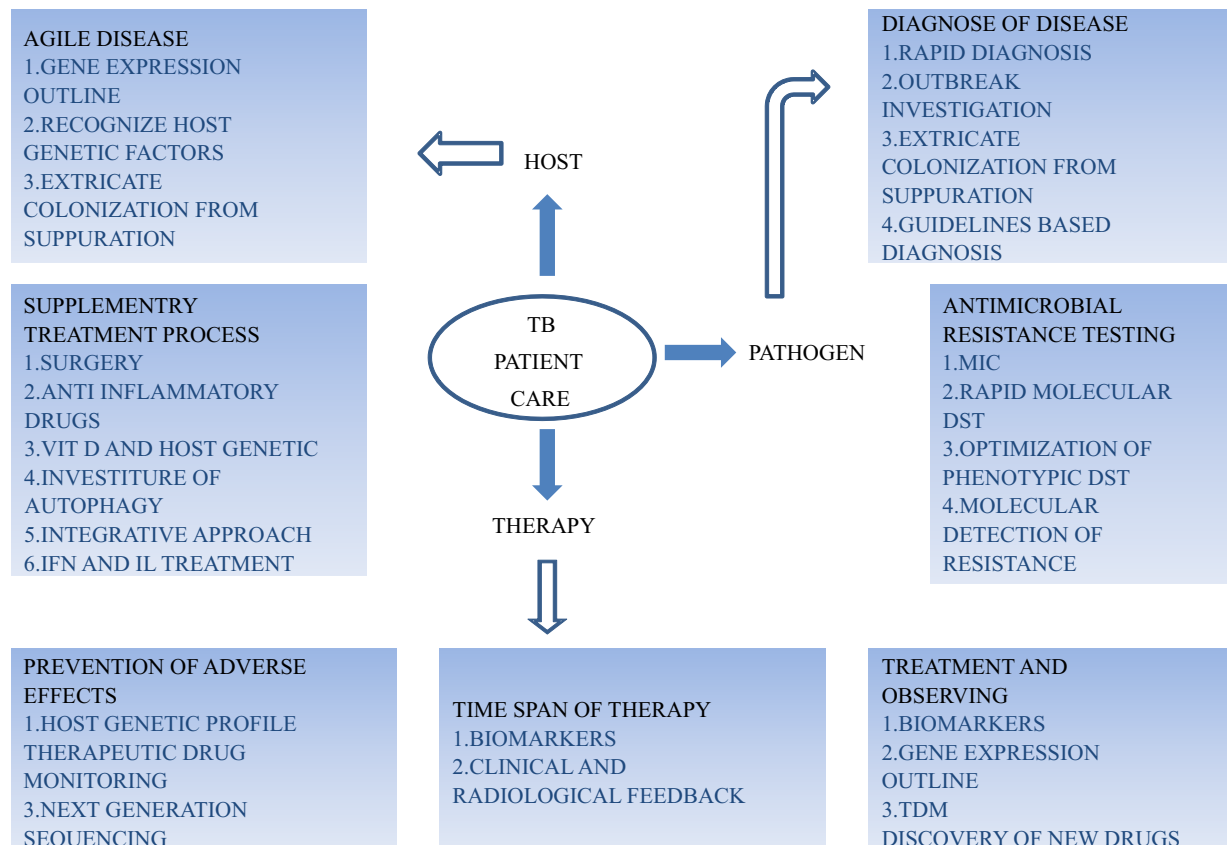 AGILE DISEASE
1.GENE EXPRESSION
OUTLINE
2.RECOGNIZE HOST
GENETIC FACTORS
3.EXTRICATE
COLONIZATION FROM
SUPPURATION
HOST
DIAGNOSE OF DISEASE
1.RAPID DIAGNOSIS
2.OUTBREAK
INVESTIGATION
3.EXTRICATE
COLONIZATION FROM
SUPPURATION
4.GUIDELINES BASED
DIAGNOSIS
SUPPLEMENTRY
TREATMENT PROCESS
1.SURGERY
2.ANTI INFLAMMATORY
DRUGS
3.VIT D AND HOST GENETIC
4.INVESTITURE OF
AUTOPHAGY
5.INTEGRATIVE APPROACH
6.IFN AND IL TREATMENT
TB
PATIENT
CARE
PATHOGEN
THERAPY
ANTIMICROBIAL
RESISTANCE TESTING
1.MIC
2.RAPID MOLECULAR
DST
3.OPTIMIZATION OF
PHENOTYPIC DST
4.MOLECULAR
DETECTION OF
RESISTANCE
PREVENTION OF ADVERSE
EFFECTS
1.HOST GENETIC PROFILE
THERAPEUTIC DRUG
MONITORING
3.NEXT GENERATION
SEQUENCING
TIME SPAN OF THERAPY
1.BIOMARKERS
2.CLINICAL AND
RADIOLOGICAL FEEDBACK
TREATMENT AND
OBSERVING
1.BIOMARKERS
2.GENE EXPRESSION
OUTLINE
3.TDM
DISCOVERY OF NEW DRUGS